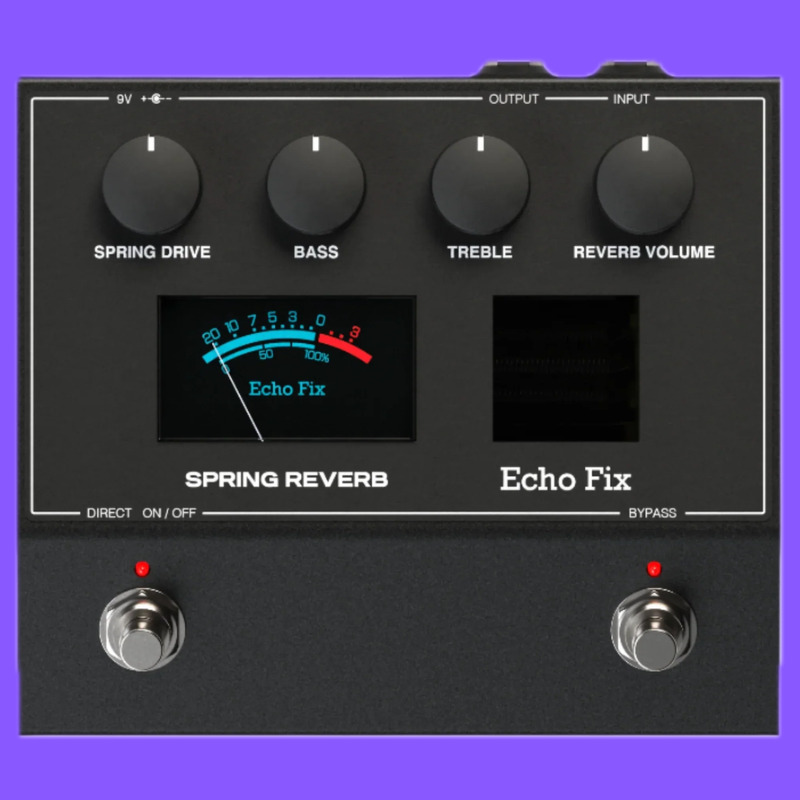 9V
OUTPUT
INPUT
SPRING DRIVE
BASS
TREBLE
REVERB VOLUME
20 10 7 5 3 0 3
0 50 100%
Echo Fix
SPRING REVERB
Echo Fix
DIRECT ON / OFF
BYPASS